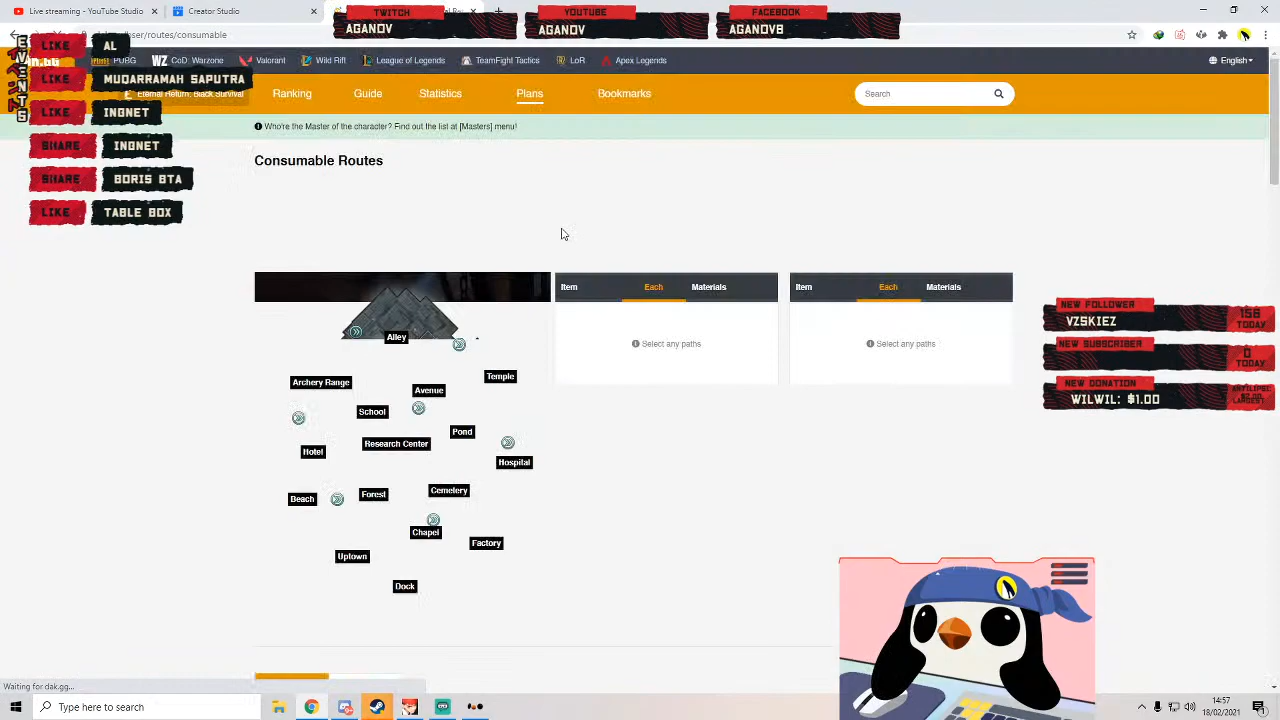 Live streaming - YouTube Studio
Creator Studio
TWITCH
AGANOV
YOUTUBE
AGANOV
FACEBOOK
AGANOV8
ser/routes/consumable
EVENTS
LIKE AL
LIKE MUQARRAMAH SAPUTRA
LIKE INGNET
SHARE INGNET
SHARE BORIS BTA
LIKE TABLE BOX
PUBG
CoD Warzone
Valorant
Wild Rift
League of Legends
TeamFight Tactics
LoR
Apex Legends
English
Eternal Return: Black Survival
Ranking
Guide
Statistics
Plans
Bookmarks
Search
Who're the Master of the character? Find out the list at [Masters] menu!
Consumable Routes
Item Each Materials
Select any paths
Item Each Materials
Select any paths
Alley
Temple
Archery Range
Avenue
School
Pond
Research Center
Hotel
Hospital
Cemetery
Forest
Beach
Chapel
Factory
Uptown
Dock
NEW FOLLOWER
VZSKIEZ
156
TODAY
NEW SUBSCRIBER
0
TODAY
NEW DONATION
WILWIL: $1.00
LARGEST
Waiting for dak.gg...
Type here to search
14:57
18/02/2021